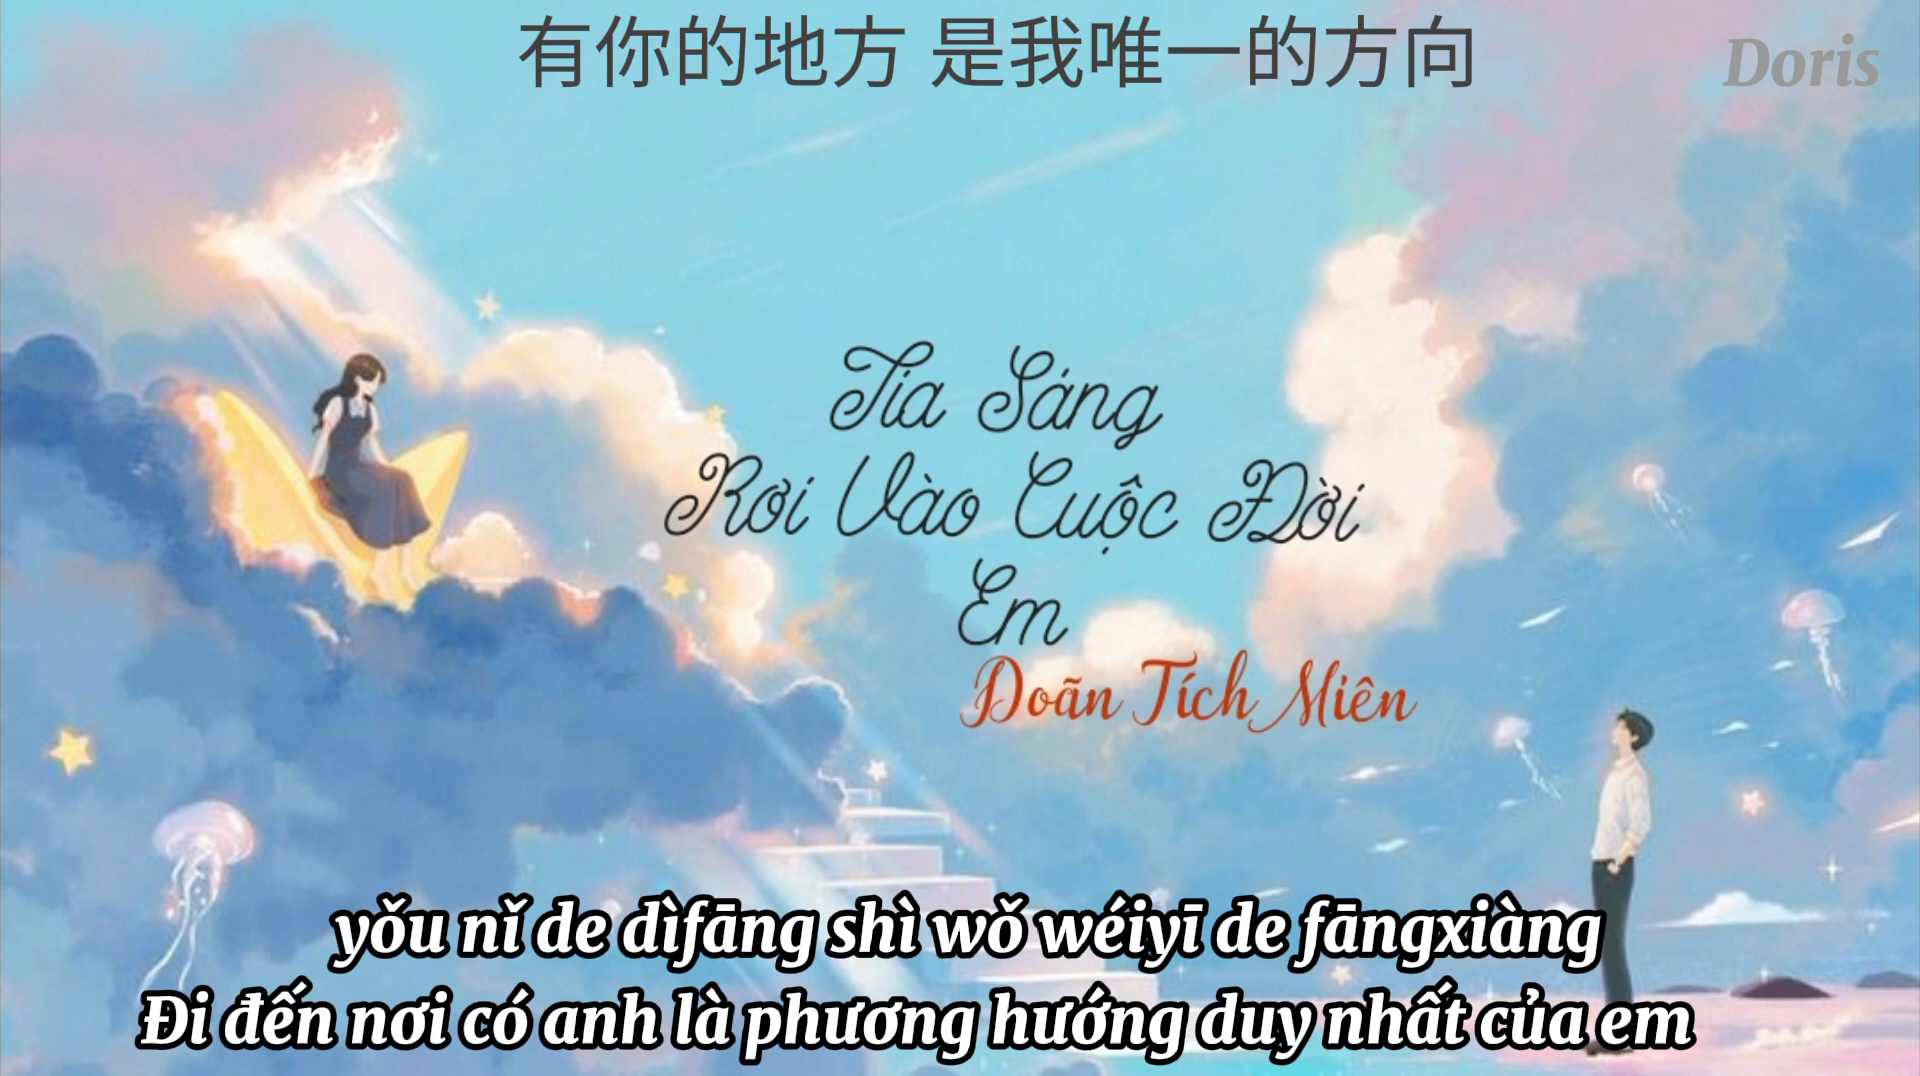 有你的地方 是我唯一的方向
Doris
Tia Sáng
Rơi Vào Cuộc Đời
Em
Doãn Tích Miên
yǒu nǐ de dìfāng shì wǒ wéiyī de fāngxiàng
Đi đến nơi có anh là phương hướng duy nhất của em